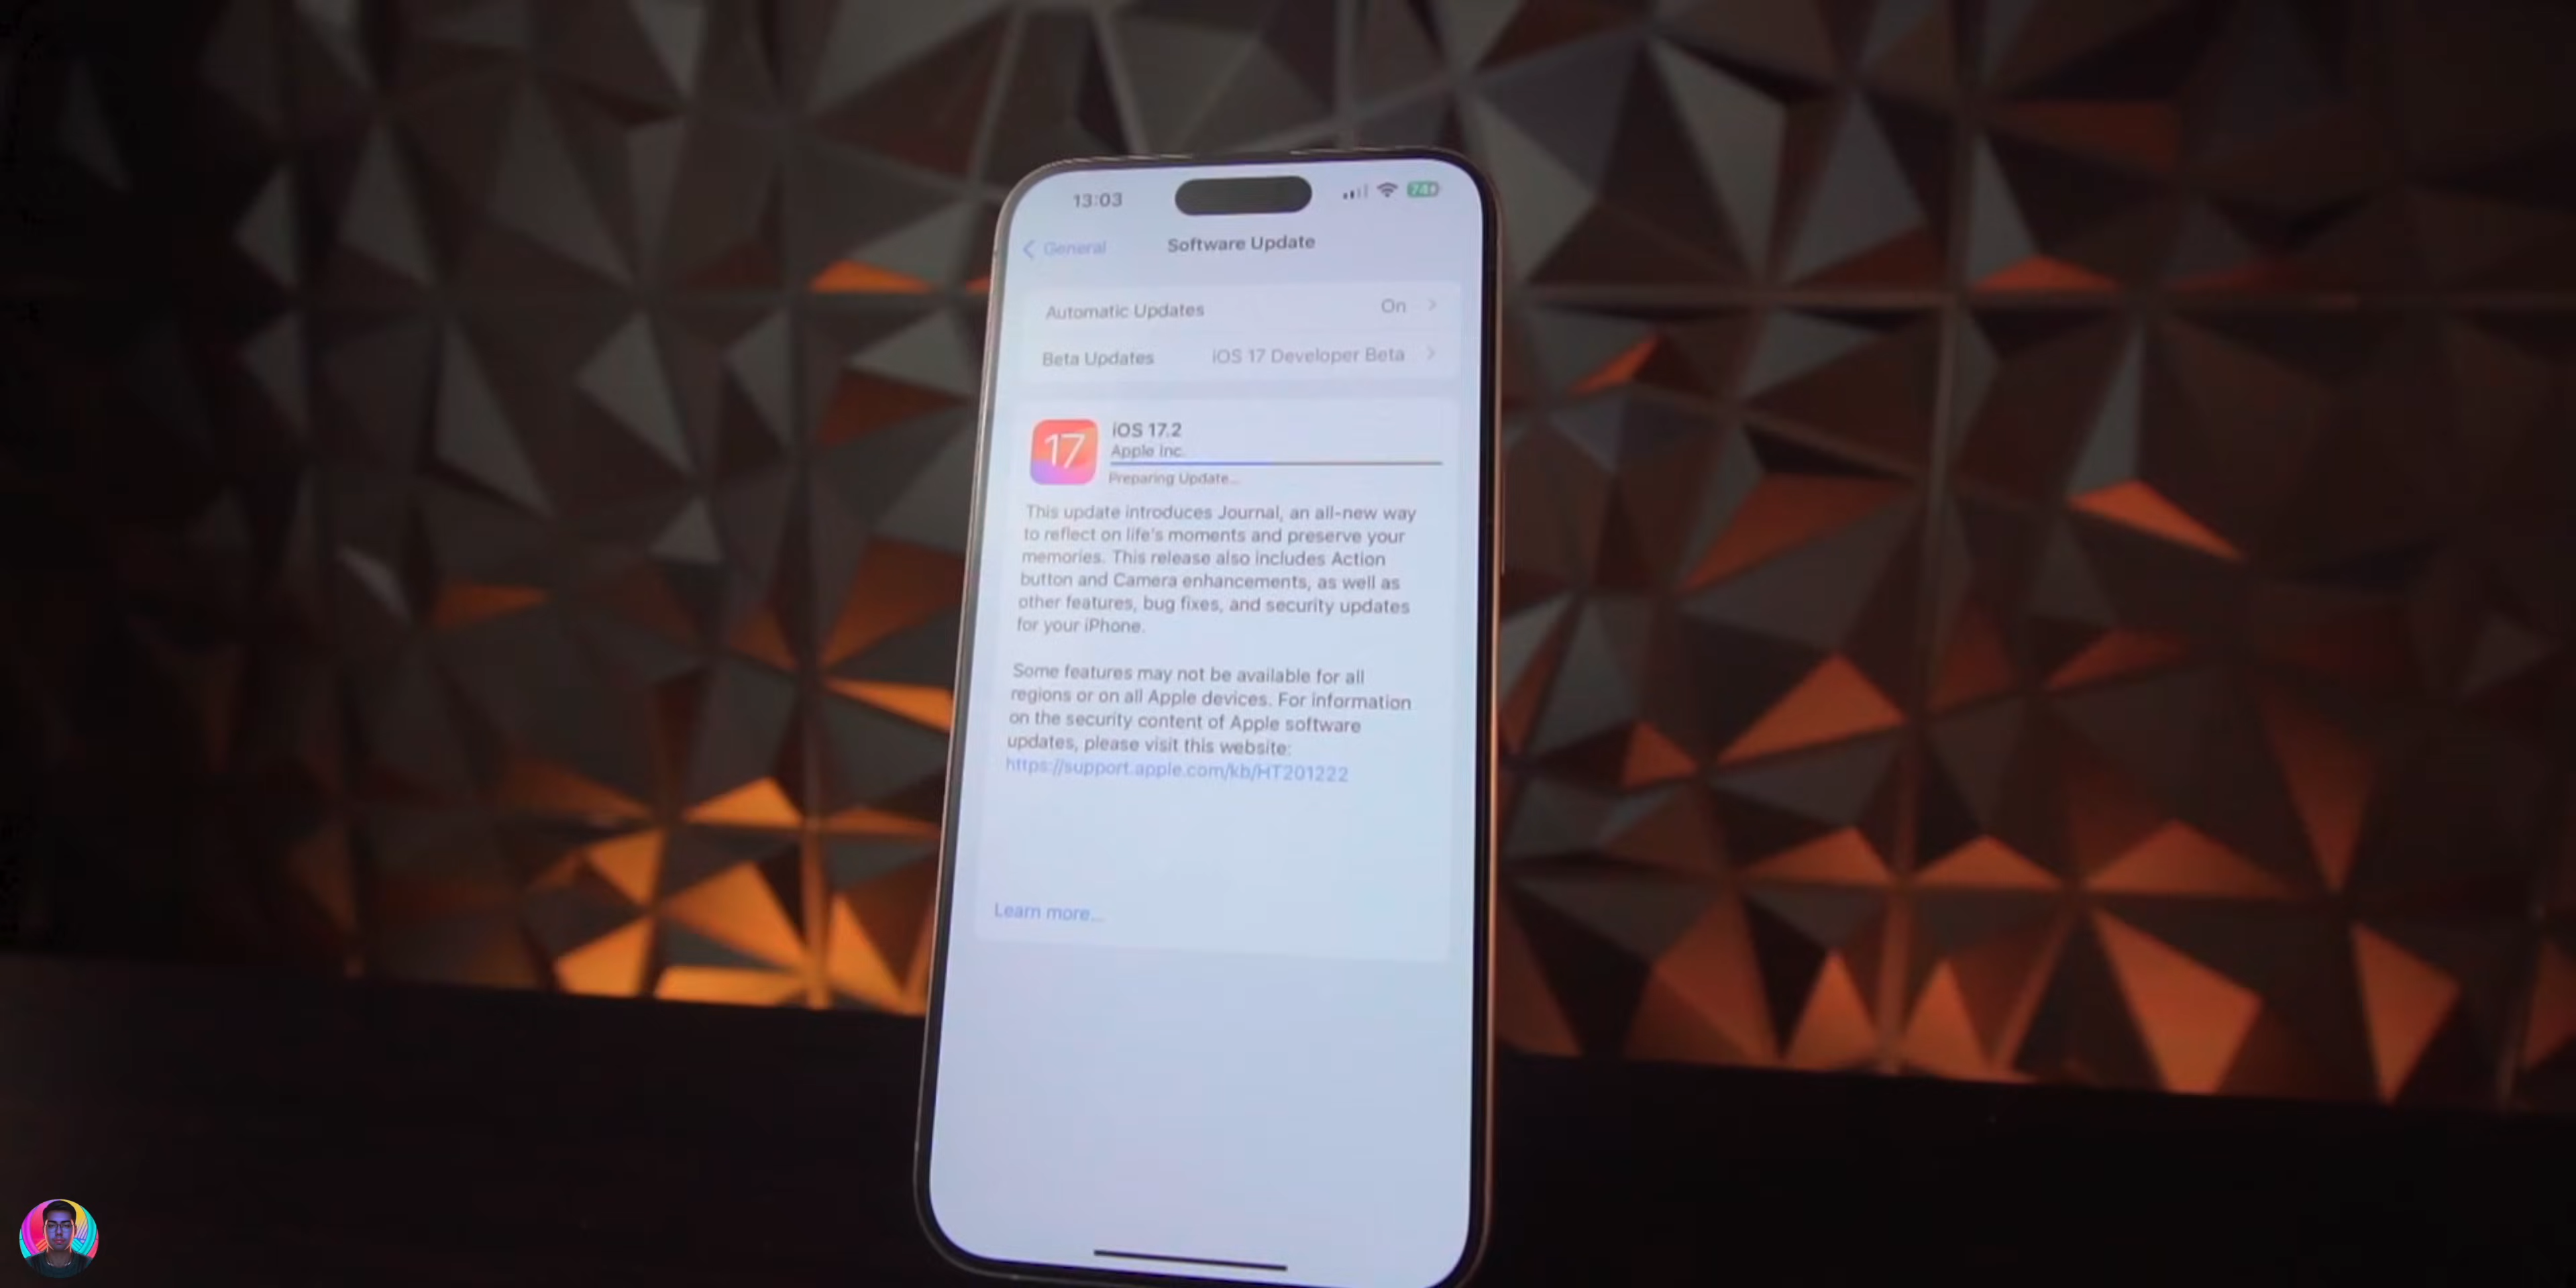 13:03
74
General
Software Update
Automatic Updates On
Beta Updates iOS 17 Developer Beta
17
iOS 17.2
Apple Inc.
Preparing Update...
This update introduces Journal, an all-new way
to reflect on life's moments and preserve your
memories. This release also includes Action
button and Camera enhancements, as well as
other features, bug fixes, and security updates
for your iPhone.
Some features may not be available for all
regions or on all Apple devices. For information
on the security content of Apple software
updates, please visit this website:
https://support.apple.com/kb/HT201222
Learn more...